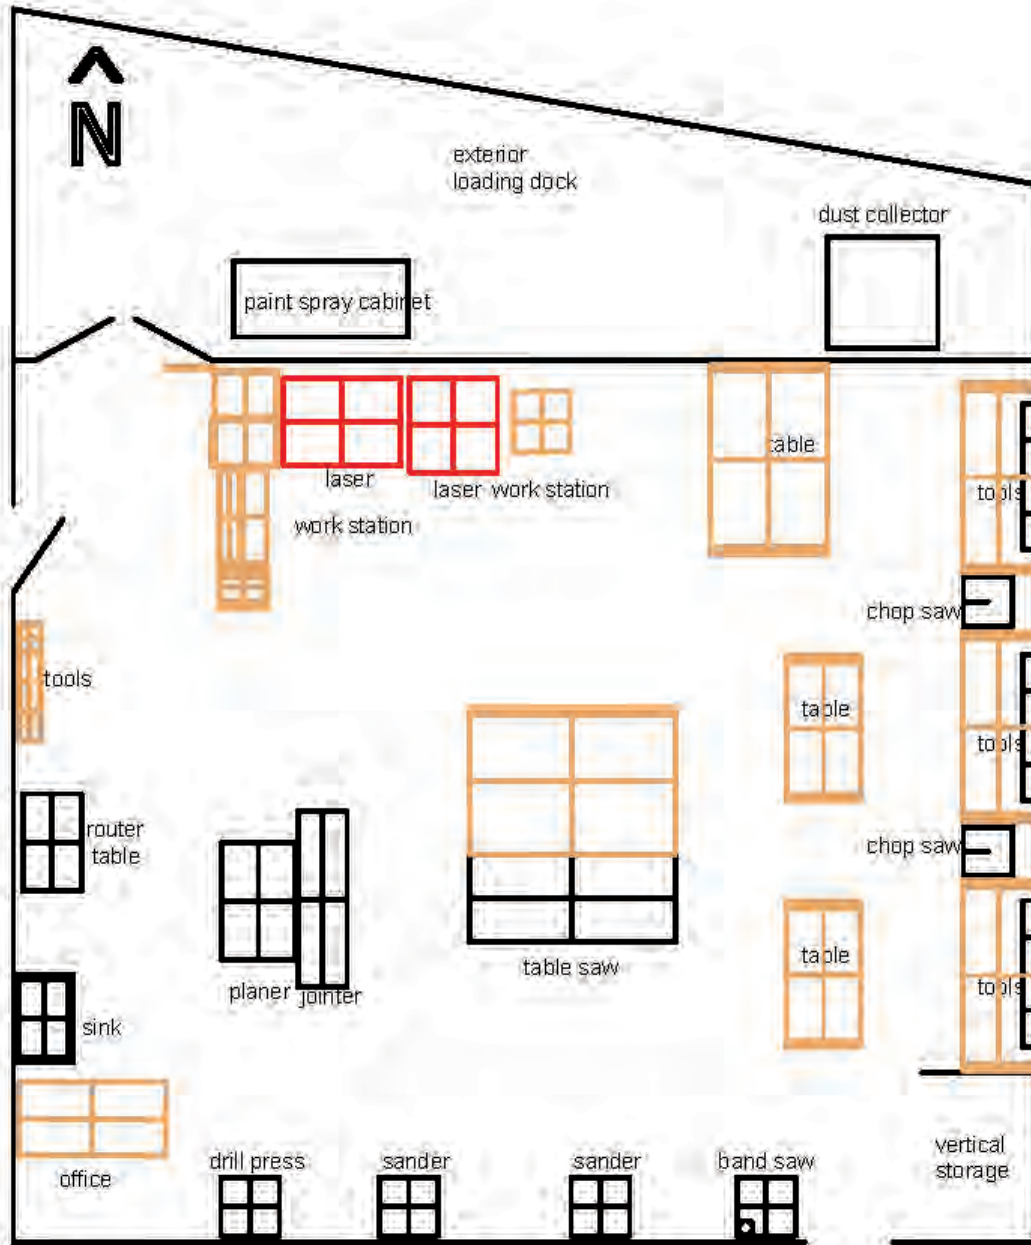 N
exterior
loading dock
dust collector
paint spray cabinet
table
laser
laser work station
tools
work station
chop saw
tools
table
tools
router
table
chop saw
table
table saw
tools
planer
jointer
sink
vertical
storage
drill press
sander
sander
band saw
office